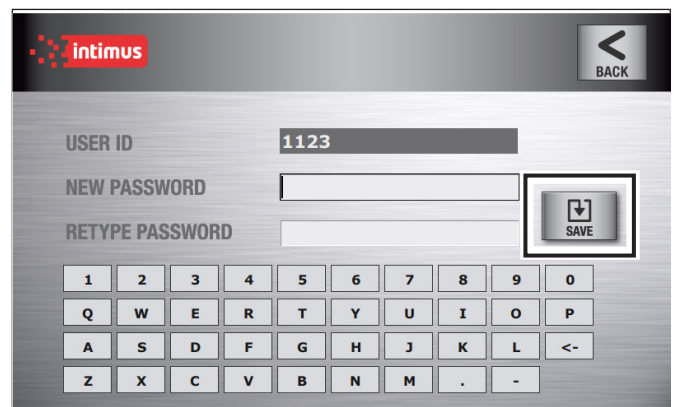 intimus
BACK
USER ID 1123
NEW PASSWORD
RETYPE PASSWORD
SAVE
1 2 3 4 5 6 7 8 9 0
Q W E R T Y U I O P
A S D F G H J K L <-
Z X C V B N M . -